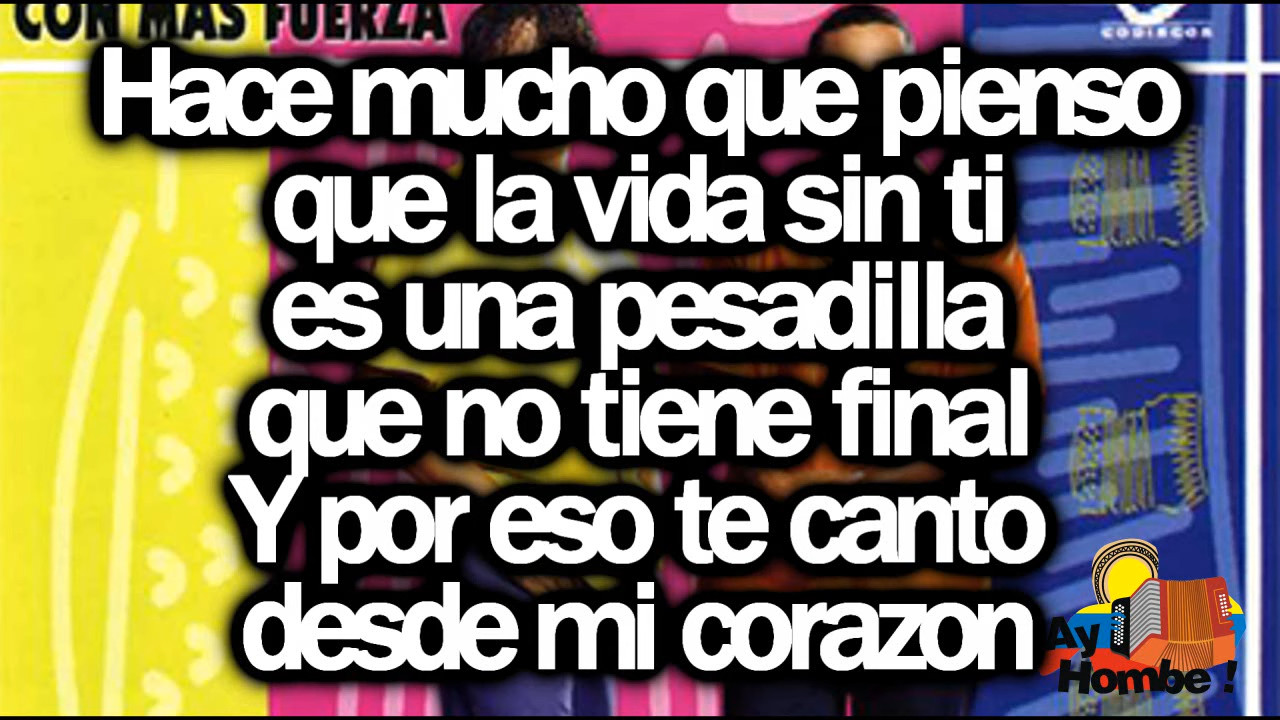 CON MAS FUERZA
CODISCOS
Hace mucho que pienso
que la vida sin ti
es una pesadilla
que no tiene final
Y por eso te canto
desde mi corazon
Ay
Hombe !